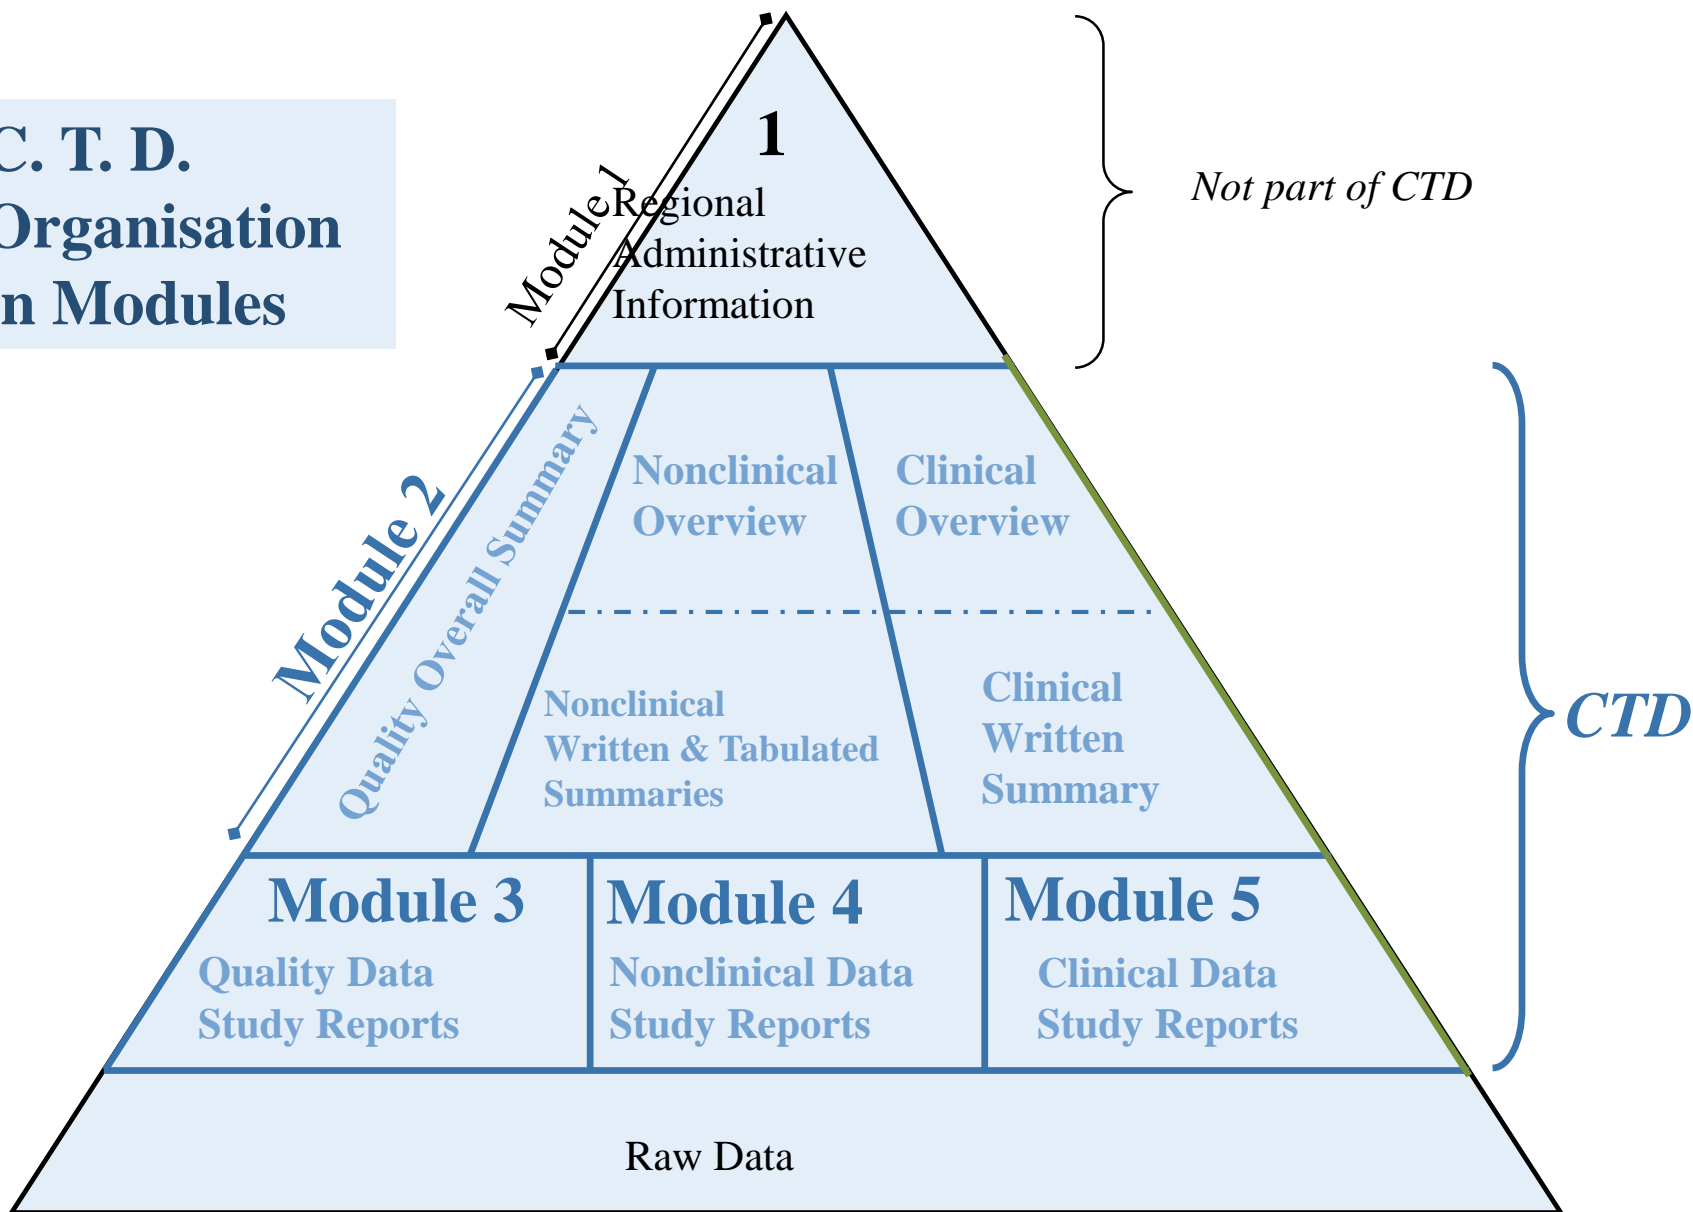 C. T. D.
Organisation
n Modules
1
Module 1
Regional
Administrative
Information
Not part of CTD
Module 2
Quality Overall Summary
Nonclinical
Overview
Clinical
Overview
Nonclinical
Written & Tabulated
Summaries
Clinical
Written
Summary
CTD
Module 3
Quality Data
Study Reports
Module 4
Nonclinical Data
Study Reports
Module 5
Clinical Data
Study Reports
Raw Data